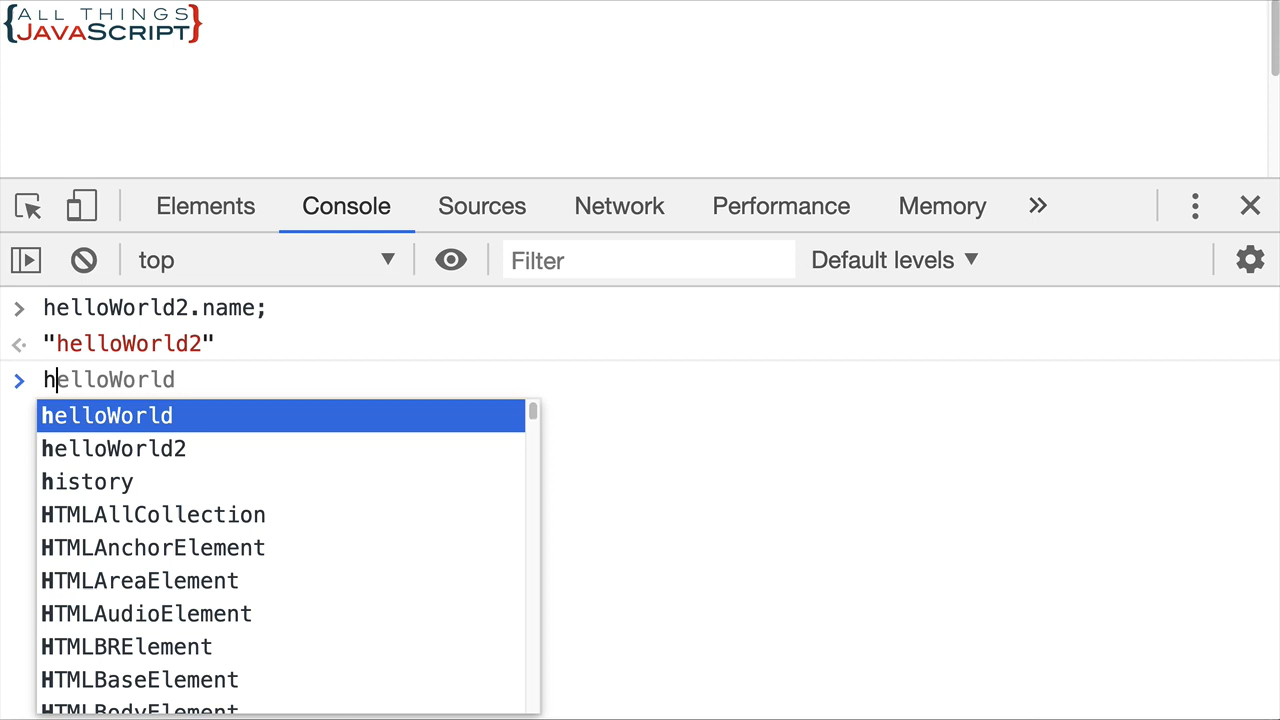 {ALL THINGS
JAVASCRIPT}
Elements Console Sources Network Performance Memory »
top ▼ Filter Default levels ▼
> helloWorld2.name;
"helloWorld2"
> helloWorld
helloWorld
helloWorld2
history
HTMLAllCollection
HTMLAnchorElement
HTMLAreaElement
HTMLAudioElement
HTMLBRElement
HTMLBaseElement
HTMLBodyElement